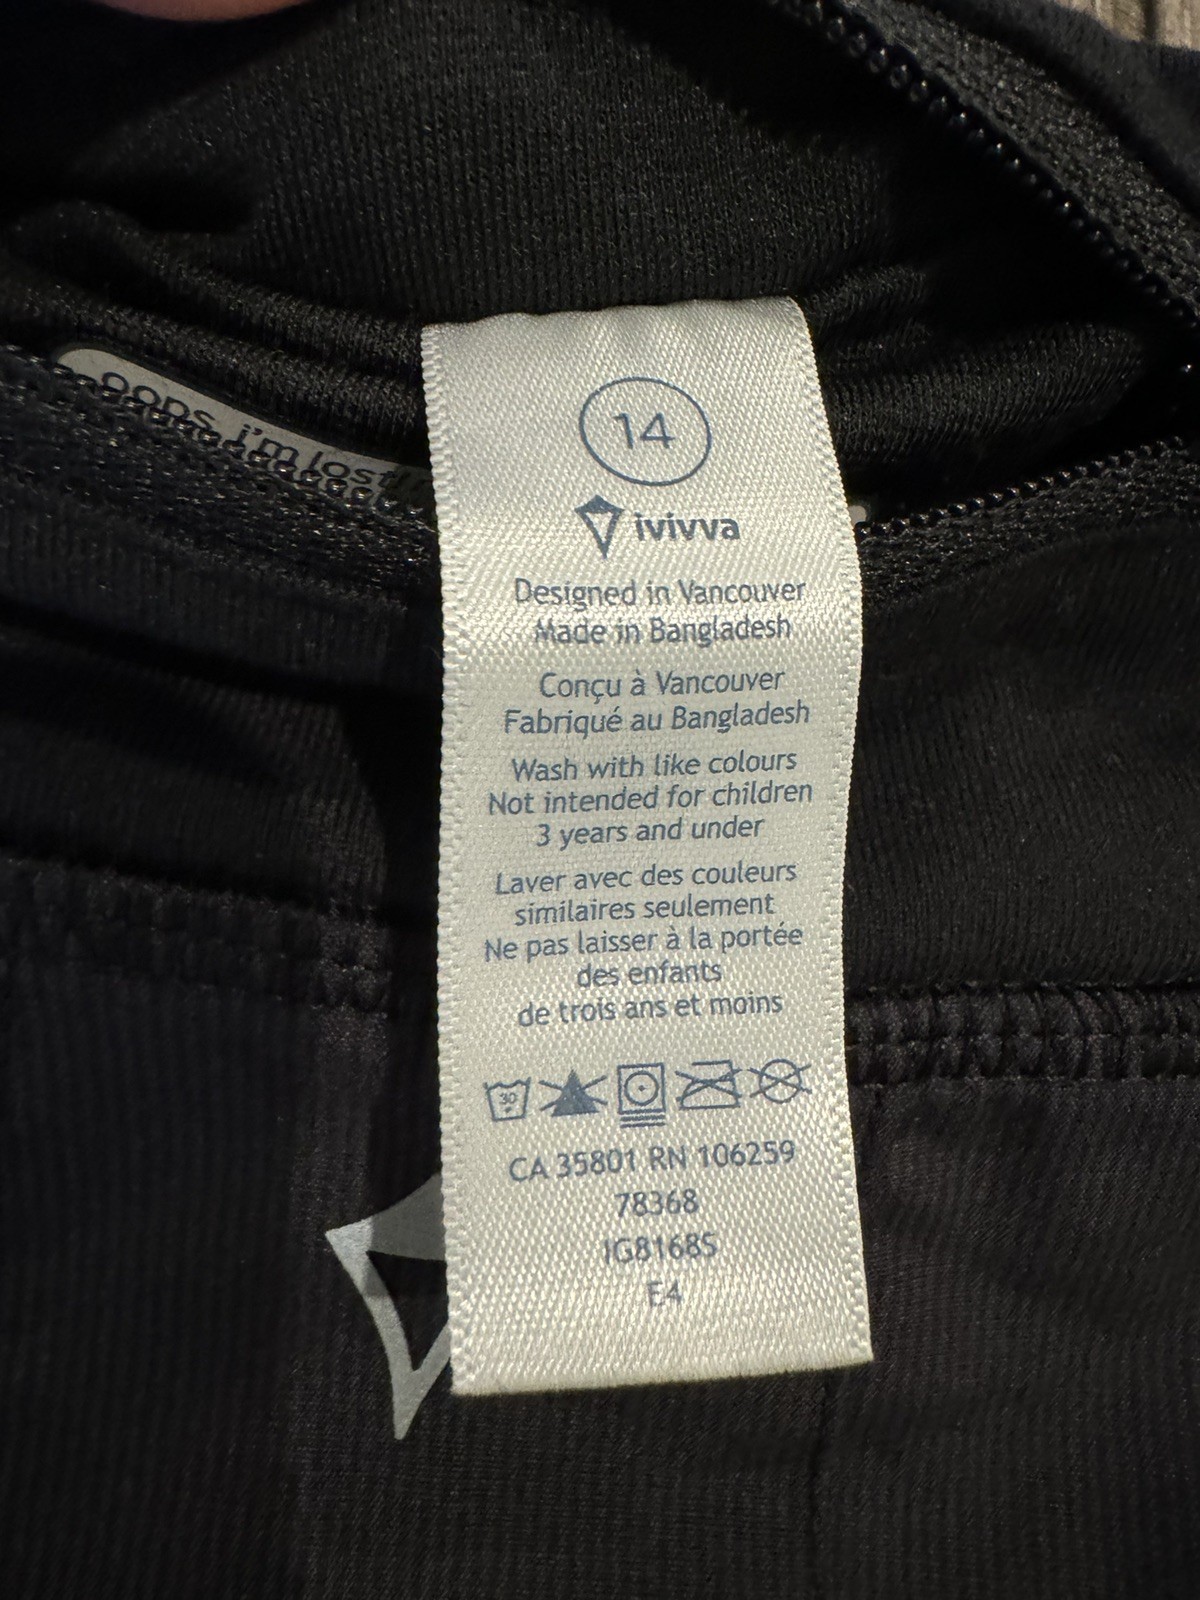 oops, i'm lost!
14
ivivva
Designed in Vancouver
Made in Bangladesh
Conçu à Vancouver
Fabriqué au Bangladesh
Wash with like colours
Not intended for children
3 years and under
Laver avec des couleurs
similaires seulement
Ne pas laisser à la portée
des enfants
de trois ans et moins
30
CA 35801 RN 106259
78368
IG8168S
E4